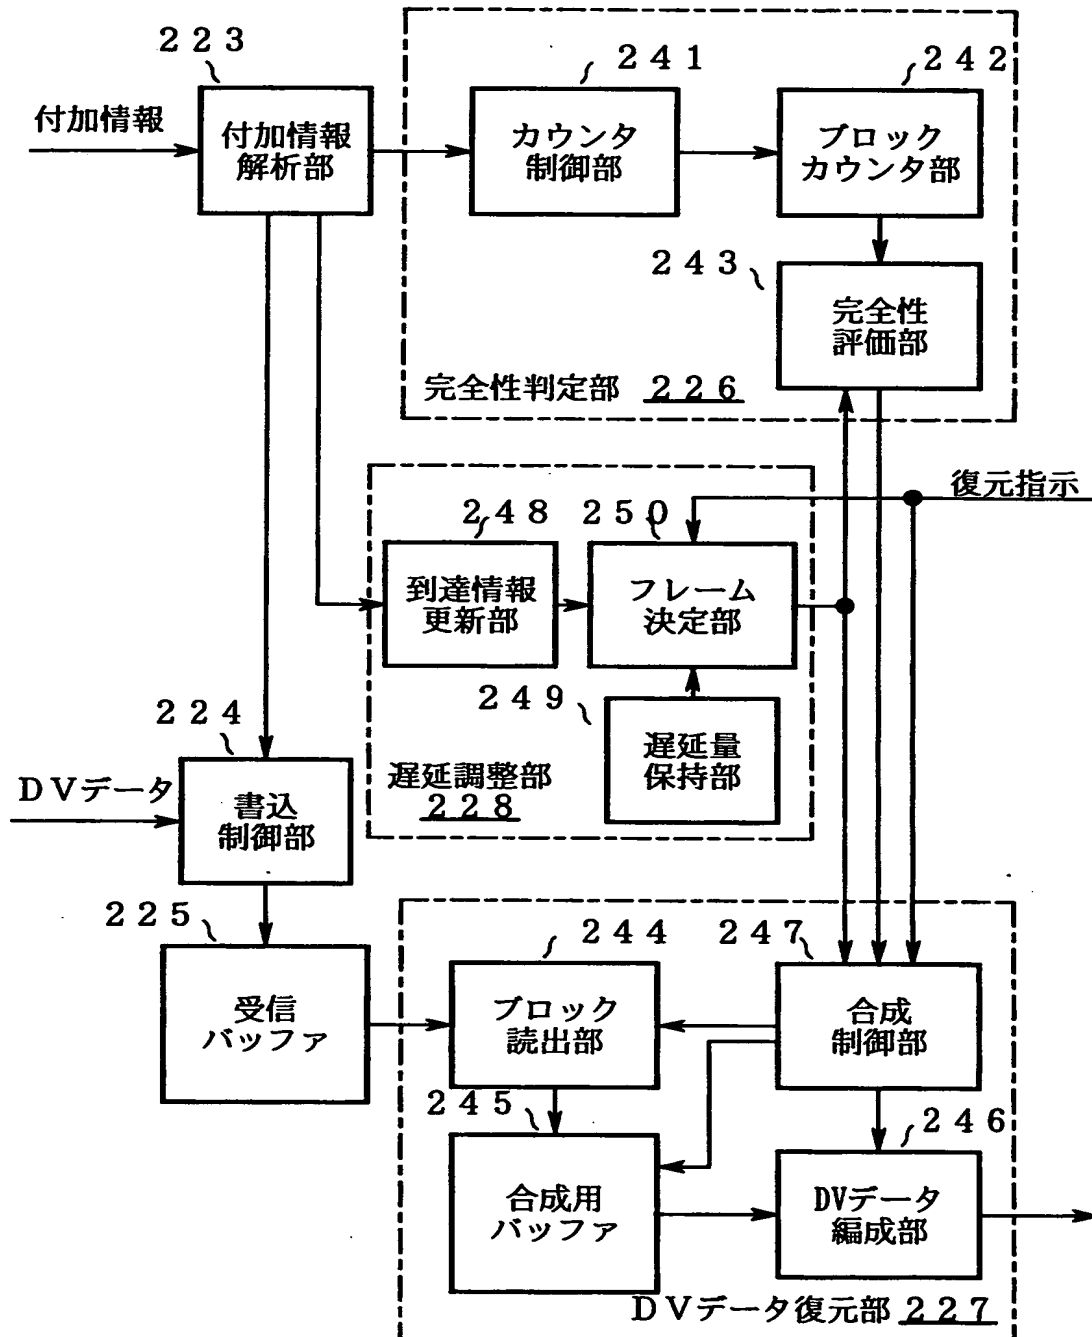 ２２３
２４１
２４２
付加情報
付加情報
解析部
カウンタ
制御部
ブロック
カウンタ部
２４３
完全性
評価部
完全性判定部 ２２６
復元指示
２４８
２５０
到達情報
更新部
フレーム
決定部
２４９
遅延量
保持部
遅延調整部
２２８
２２４
ＤＶデータ
書込
制御部
２２５
受信
バッファ
２４４
２４７
ブロック
読出部
合成
制御部
２４５
２４６
合成用
バッファ
DVデータ
編成部
ＤＶデータ復元部 ２２７